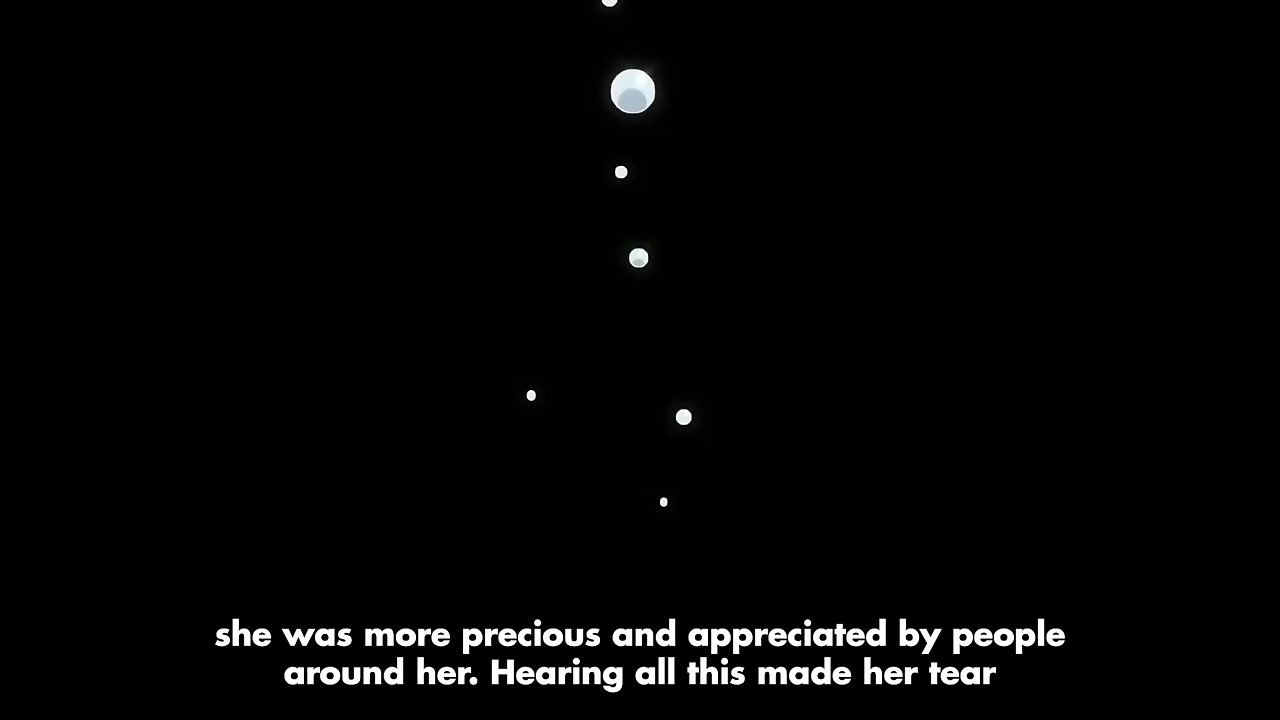 she was more precious and appreciated by people
around her. Hearing all this made her tear